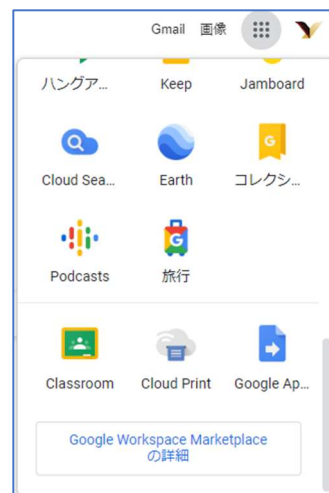 Gmail 画像
ハングア... Keep Jamboard
Cloud Sea... Earth コレクシ...
Podcasts 旅行
Classroom Cloud Print Google Ap...
Google Workspace Marketplace
の詳細